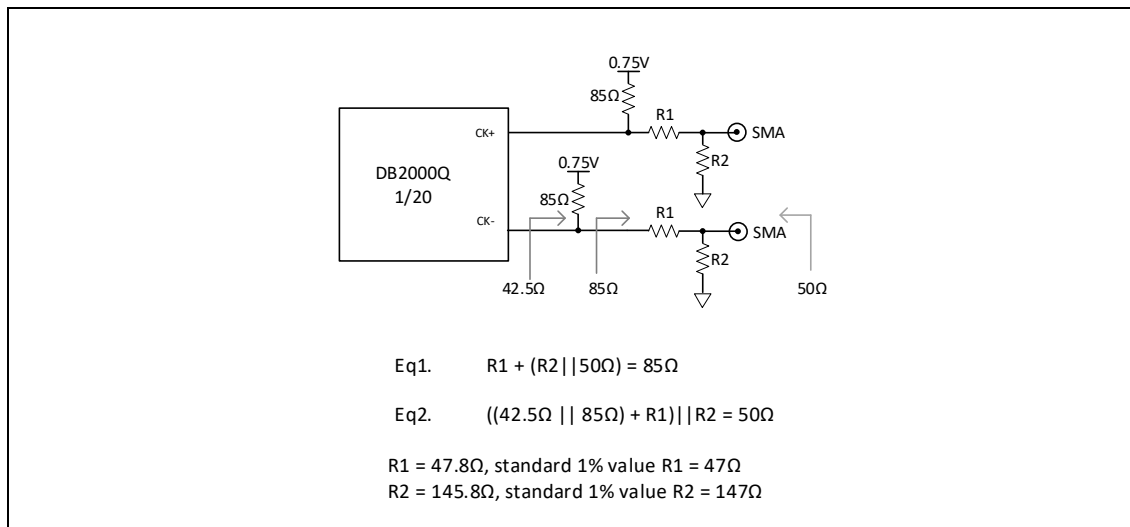 0.75V
85Ω
R1
SMA
CK+
R2
DB2000Q
1/20
0.75V
85Ω
R1
CK-
SMA
R2
42.5Ω
85Ω
50Ω
Eq1. R1 + (R2||50Ω) = 85Ω
Eq2. ((42.5Ω || 85Ω) + R1)||R2 = 50Ω
R1 = 47.8Ω, standard 1% value R1 = 47Ω
R2 = 145.8Ω, standard 1% value R2 = 147Ω